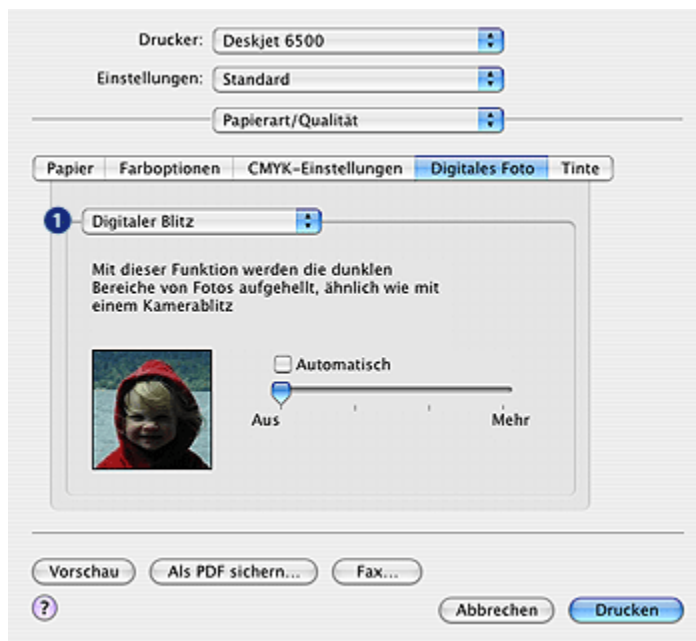 Drucker: Deskjet 6500
Einstellungen: Standard
Papierart/Qualität
Papier Farboptionen CMYK-Einstellungen Digitales Foto Tinte
1 Digitaler Blitz
Mit dieser Funktion werden die dunklen
Bereiche von Fotos aufgehellt, ähnlich wie mit
einem Kamerablitz
Automatisch
Aus Mehr
Vorschau Als PDF sichern... Fax...
? Abbrechen Drucken